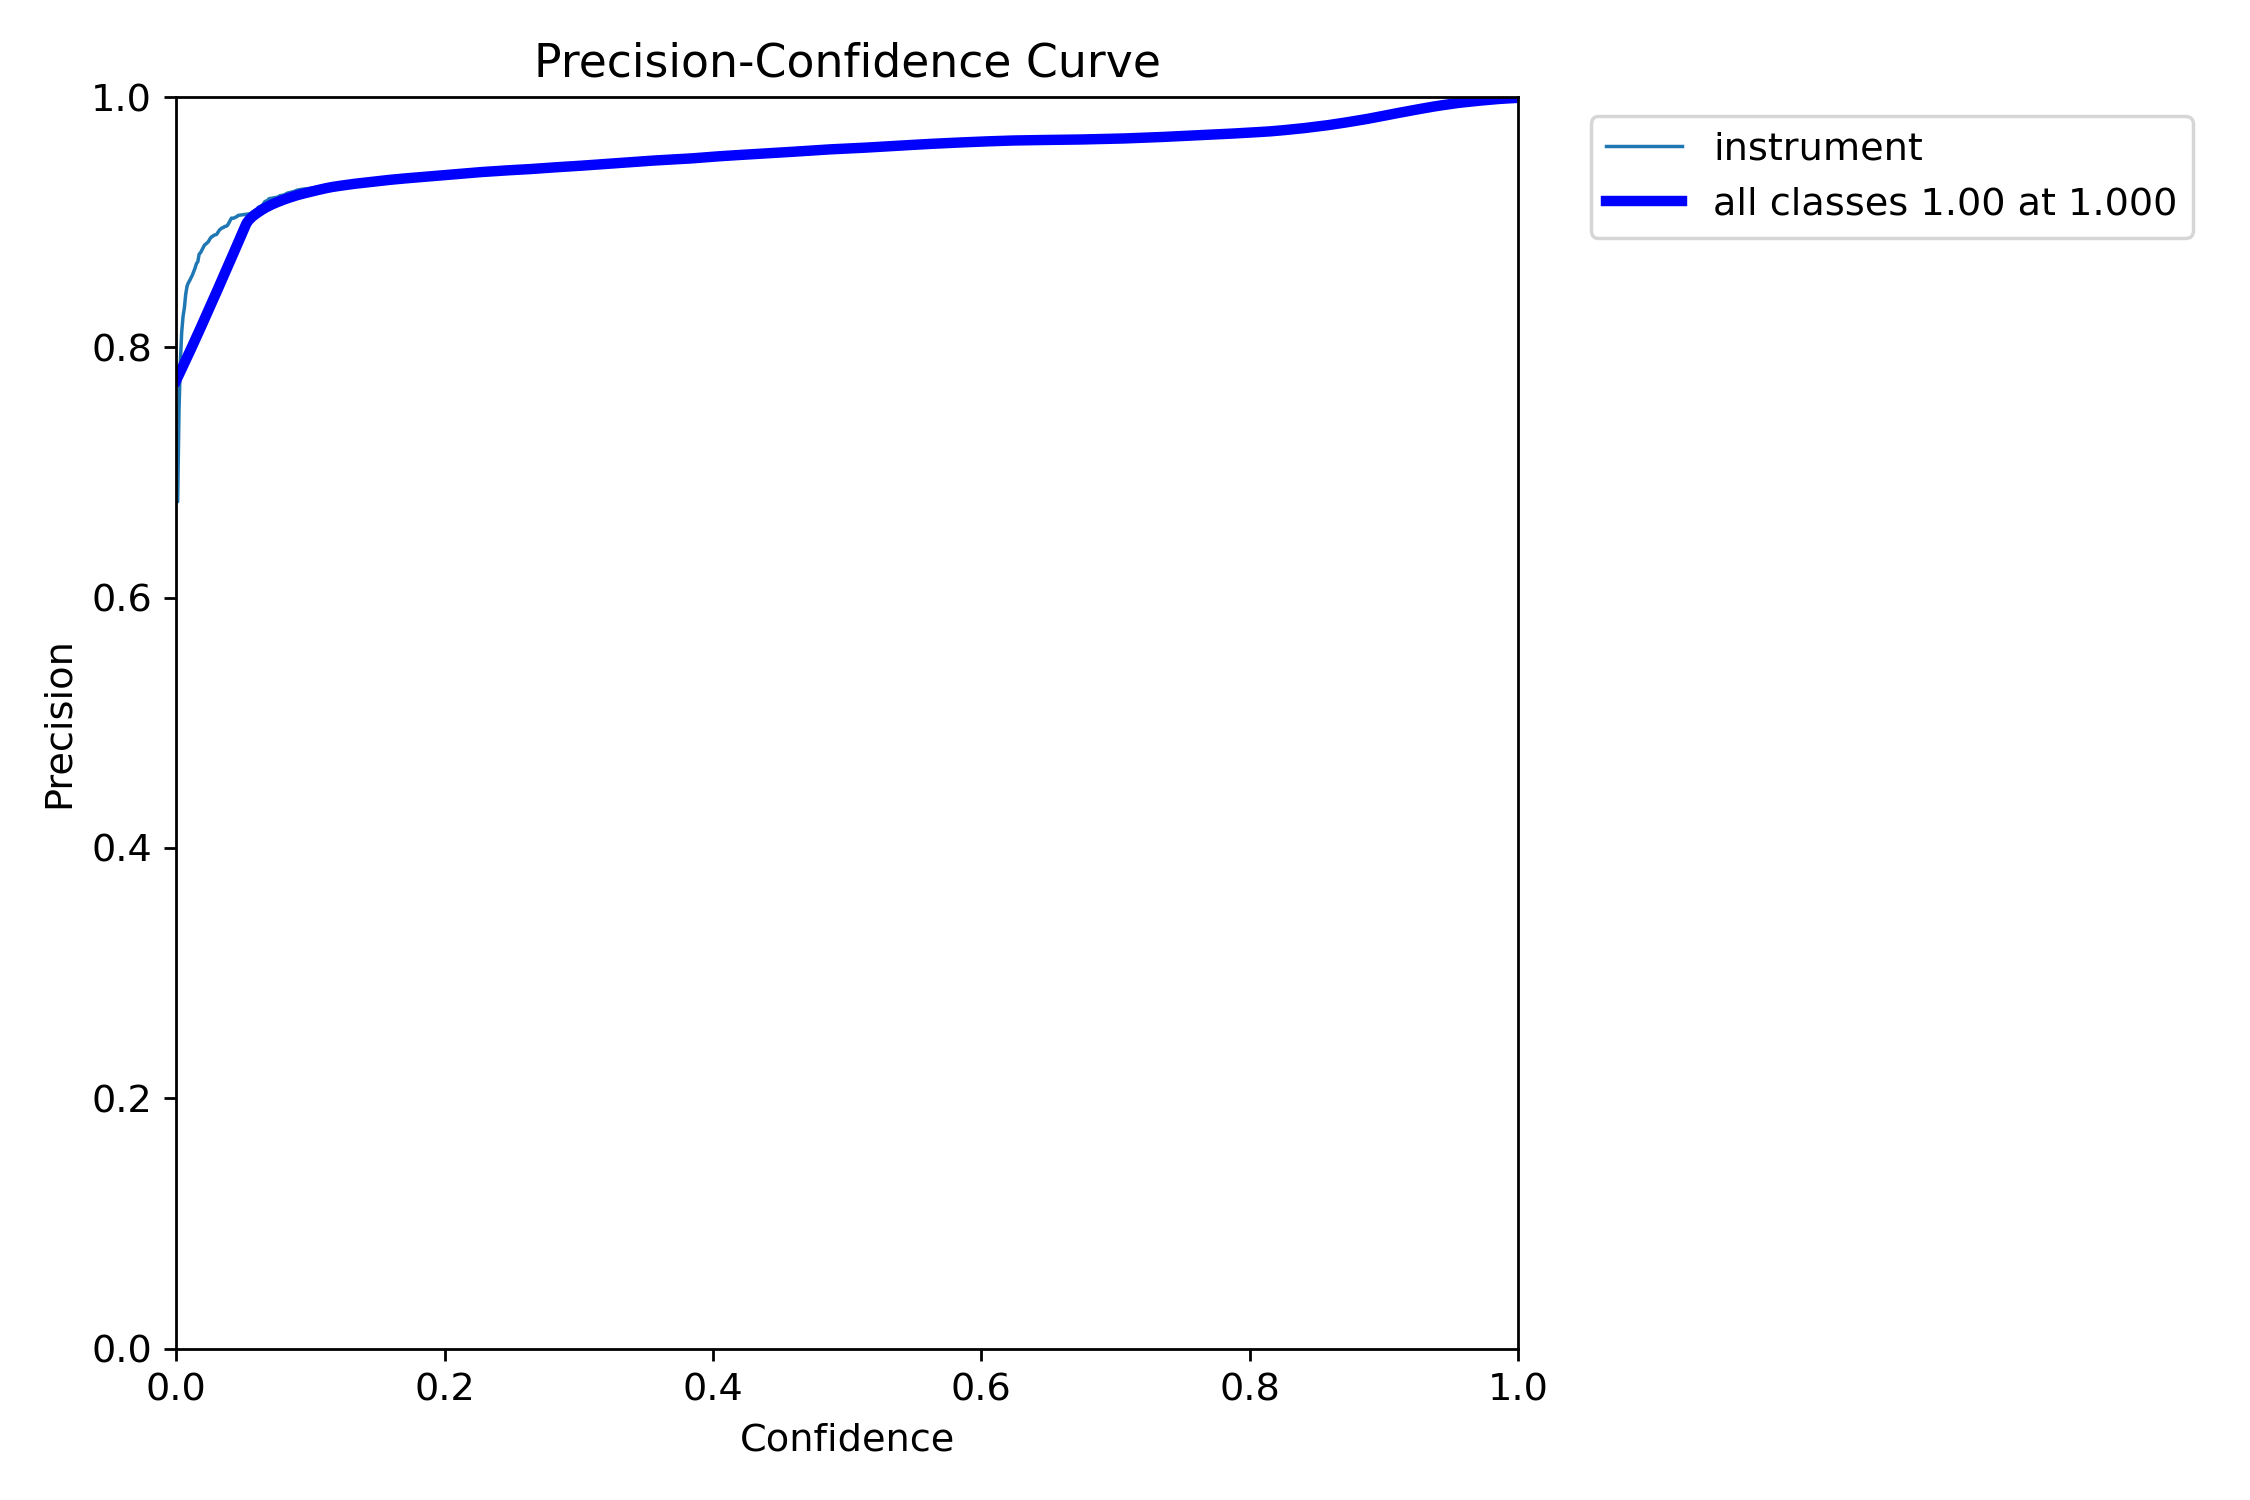 Precision-Confidence Curve
1.0
0.8
0.6
0.4
0.2
0.0
Precision
0.0 0.2 0.4 0.6 0.8 1.0
Confidence
instrument
all classes 1.00 at 1.000